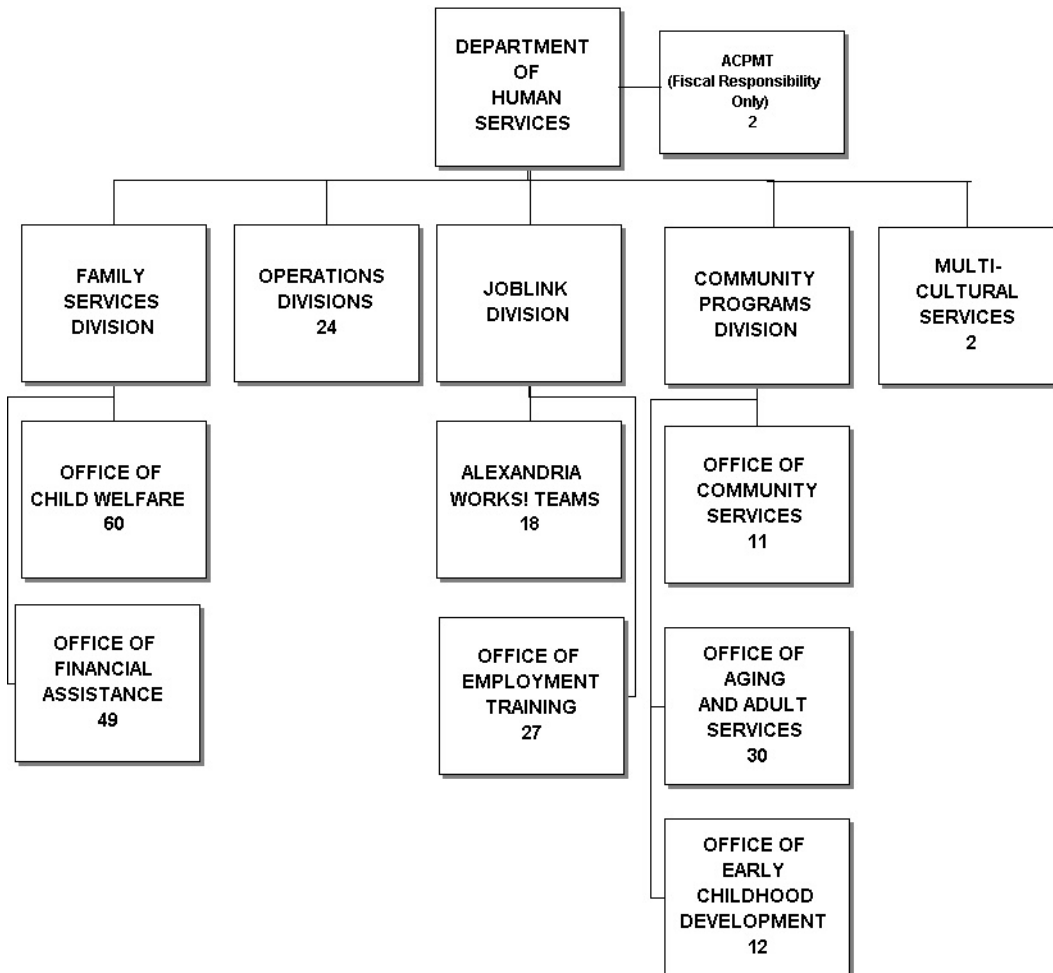 DEPARTMENT
OF
HUMAN
SERVICES
ACPMT
(Fiscal Responsibility
Only)
2
FAMILY
SERVICES
DIVISION
OPERATIONS
DIVISIONS
24
JOBLINK
DIVISION
COMMUNITY
PROGRAMS
DIVISION
MULTI-
CULTURAL
SERVICES
2
OFFICE OF
CHILD WELFARE
60
ALEXANDRIA
WORKS! TEAMS
18
OFFICE OF
COMMUNITY
SERVICES
11
OFFICE OF
FINANCIAL
ASSISTANCE
49
OFFICE OF
EMPLOYMENT
TRAINING
27
OFFICE OF
AGING
AND ADULT
SERVICES
30
OFFICE OF
EARLY
CHILDHOOD
DEVELOPMENT
12